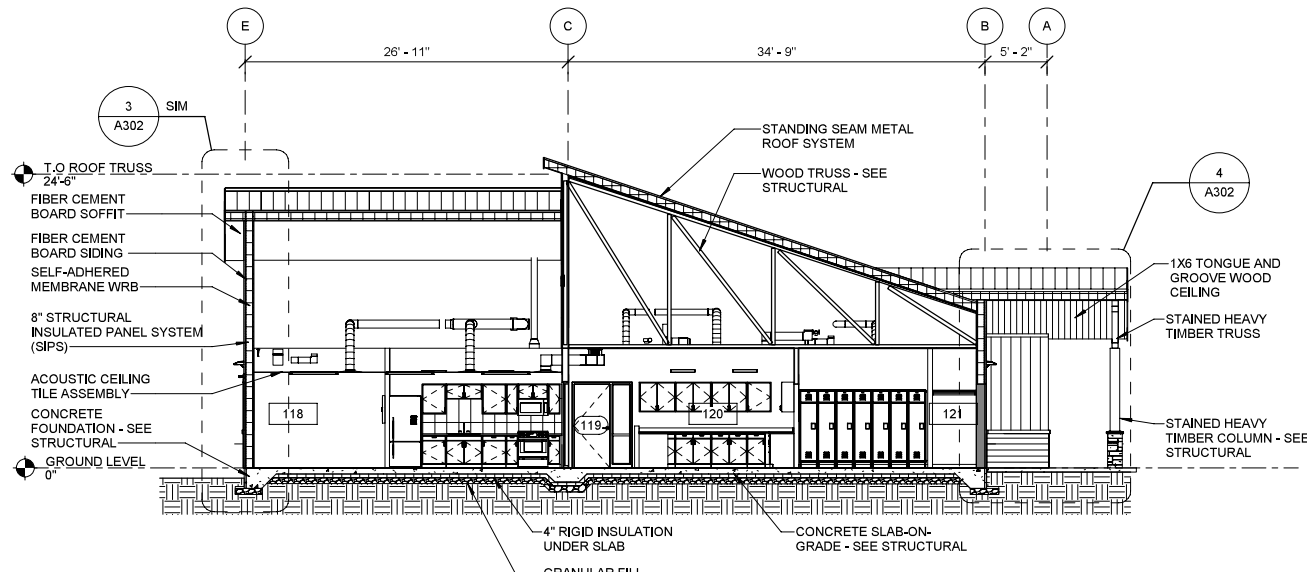 E
C
B
A
26' - 11"
34' - 9"
5' - 2"
3
A302
SIM
4
A302
T.O ROOF TRUSS
24'-6"
FIBER CEMENT
BOARD SOFFIT
FIBER CEMENT
BOARD SIDING
SELF-ADHERED
MEMBRANE WRB
8" STRUCTURAL
INSULATED PANEL SYSTEM
(SIPS)
ACOUSTIC CEILING
TILE ASSEMBLY
CONCRETE
FOUNDATION - SEE
STRUCTURAL
GROUND LEVEL
0"
STANDING SEAM METAL
ROOF SYSTEM
WOOD TRUSS - SEE
STRUCTURAL
1X6 TONGUE AND
GROOVE WOOD
CEILING
STAINED HEAVY
TIMBER TRUSS
STAINED HEAVY
TIMBER COLUMN - SEE
STRUCTURAL
118
119
120
121
4" RIGID INSULATION
UNDER SLAB
CONCRETE SLAB-ON-
GRADE - SEE STRUCTURAL
GRANULAR FILL